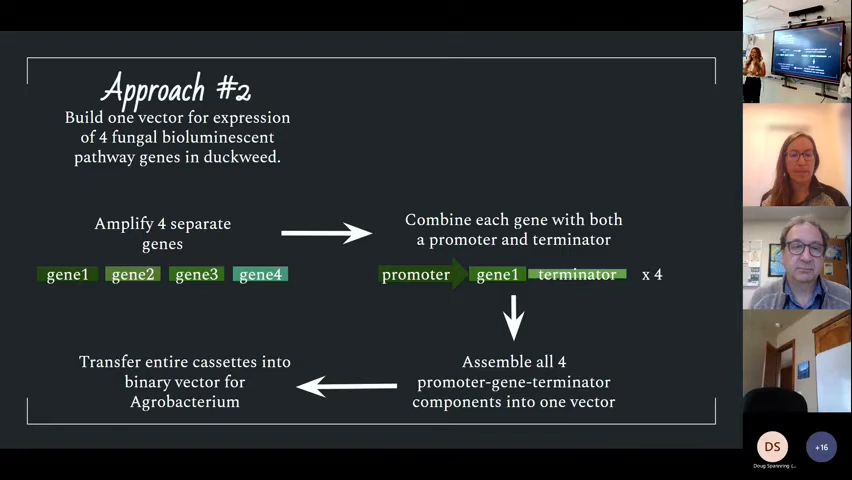 Approach #2
Build one vector for expression
of 4 fungal bioluminescent
pathway genes in duckweed.
Amplify 4 separate
genes
gene1 gene2 gene3 gene4
Combine each gene with both
a promoter and terminator
promoter gene1 terminator x 4
Assemble all 4
promoter-gene-terminator
components into one vector
Transfer entire cassettes into
binary vector for
Agrobacterium
DS
+16